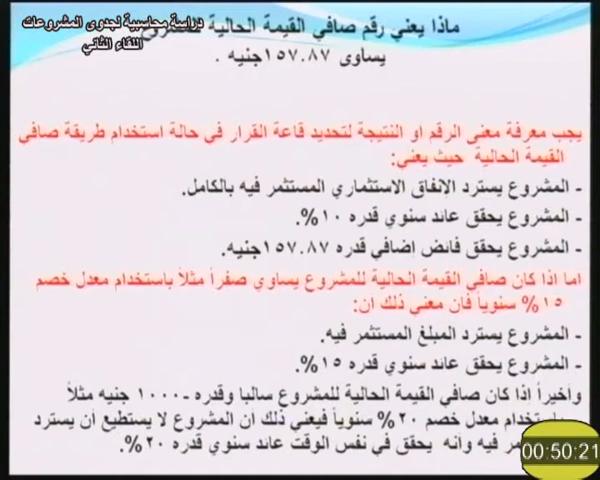 دراسة محاسبية لجدوى المشروعات
اللقاء الثاني
ماذا يعني رقم صافي القيمة الحالية
يساوى ١٥٧.٨٧ جنيه .
يجب معرفة معنى الرقم او النتيجة لتحديد قاعة القرار في حالة استخدام طريقة صافي
القيمة الحالية حيث يعني:
- المشروع يسترد الإنفاق الاستثماري المستثمر فيه بالكامل.
- المشروع يحقق عائد سنوي قدره ١٠%.
- المشروع يحقق فائض إضافي قدره ١٥٧.٨٧جنيه.
اما اذا كان صافي القيمة الحالية للمشروع يساوي صفراً مثلاً باستخدام معدل خصم
١٥% سنوياً فان معني ذلك ان:
- المشروع يسترد المبلغ المستثمر فيه.
- المشروع يحقق عائد سنوي قدره ١٥%.
وأخيراً اذا كان صافي القيمة الحالية للمشروع سالبا وقدره -١٠٠٠ جنيه مثلاً
باستخدام معدل خصم ٢٠% سنوياً فيعني ذلك أن المشروع لا يستطيع أن يسترد
فيه وانه يحقق في نفس الوقت عائد سنوي قدره ٢٠%.
00:50:21